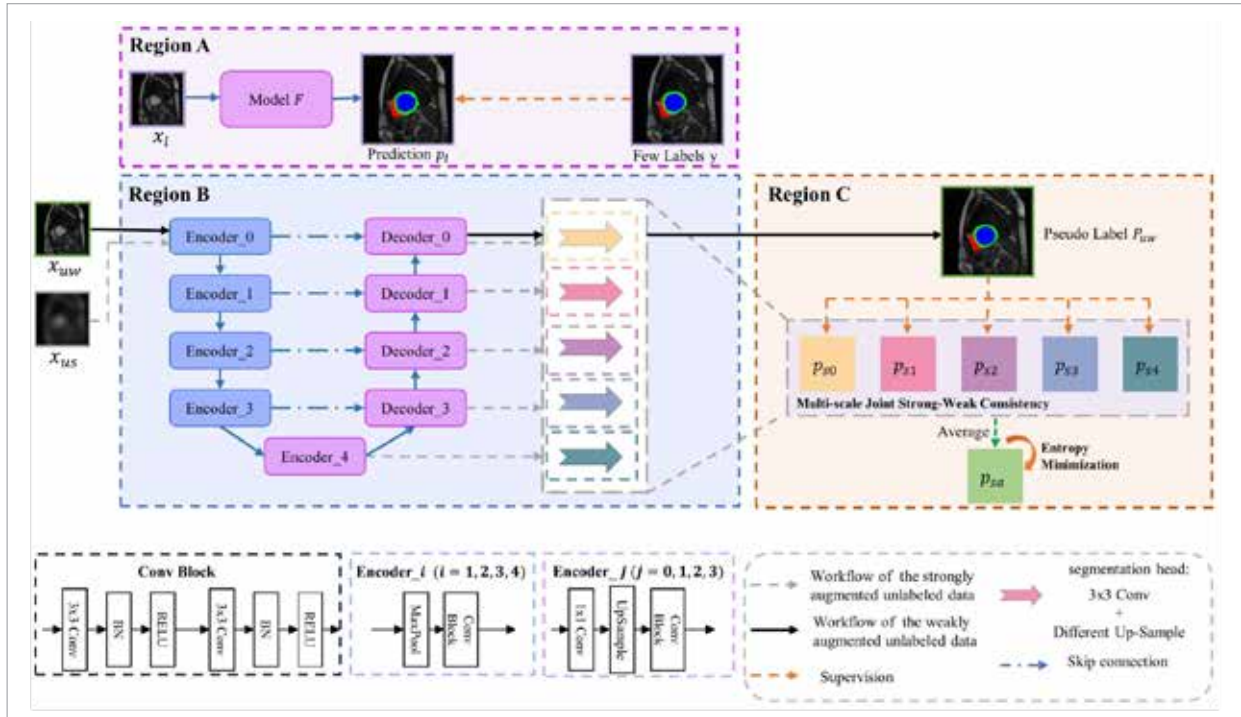 Region A
Model F
x_l
Prediction p_l
Few Labels y
Region B
Region C
x_uw
x_us
Encoder_0
Decoder_0
Encoder_1
Decoder_1
Encoder_2
Decoder_2
Encoder_3
Decoder_3
Encoder_4
Pseudo Label P_uw
p_s0
p_s1
p_s2
p_s3
p_s4
Multi-scale Joint Strong-Weak Consistency
Average
Entropy
Minimization
p_sa
Conv Block
3x3 Conv
BN
RELU
3x3 Conv
BN
RELU
Encoder_i (i = 1, 2, 3, 4)
MaxPool
Conv
Block
Encoder_j (j = 0, 1, 2, 3)
1x1 Conv
UpSample
Conv
Block
Workflow of the strongly
augmented unlabeled data
Workflow of the weakly
augmented unlabeled data
Supervision
segmentation head:
3x3 Conv
+
Different Up-Sample
Skip connection